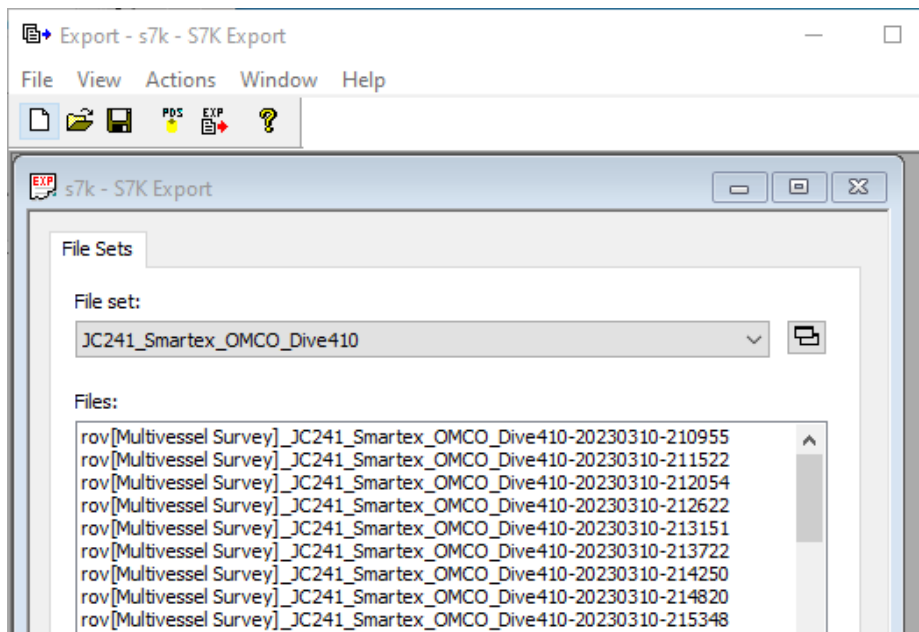 Export - s7k - S7K Export
File View Actions Window Help
PDS EXP
EXP s7k - S7K Export
File Sets
File set:
JC241_Smartex_OMCO_Dive410
Files:
rov[Multivessel Survey]_JC241_Smartex_OMCO_Dive410-20230310-210955
rov[Multivessel Survey]_JC241_Smartex_OMCO_Dive410-20230310-211522
rov[Multivessel Survey]_JC241_Smartex_OMCO_Dive410-20230310-212054
rov[Multivessel Survey]_JC241_Smartex_OMCO_Dive410-20230310-212622
rov[Multivessel Survey]_JC241_Smartex_OMCO_Dive410-20230310-213151
rov[Multivessel Survey]_JC241_Smartex_OMCO_Dive410-20230310-213722
rov[Multivessel Survey]_JC241_Smartex_OMCO_Dive410-20230310-214250
rov[Multivessel Survey]_JC241_Smartex_OMCO_Dive410-20230310-214820
rov[Multivessel Survey]_JC241_Smartex_OMCO_Dive410-20230310-215348